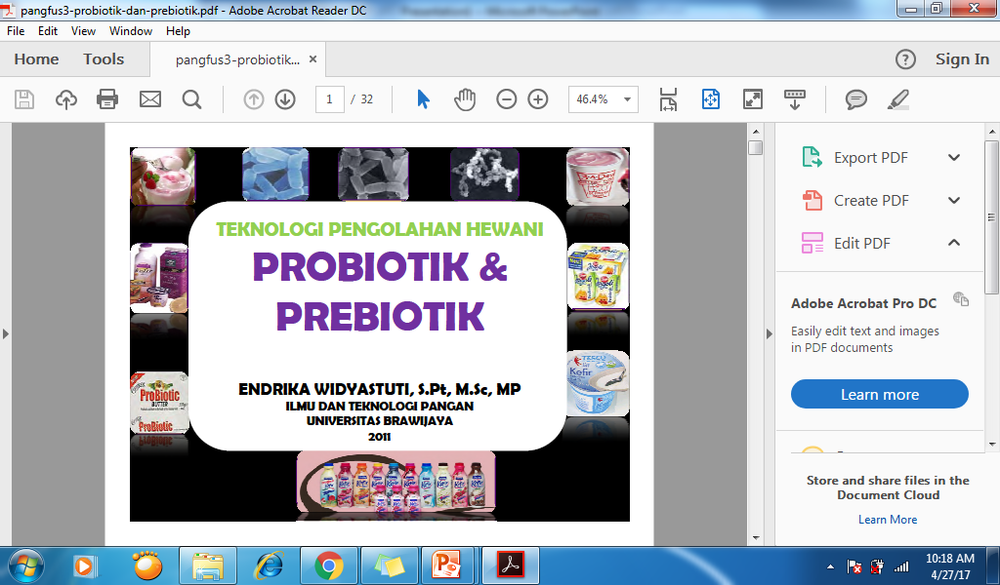 pangfus3-probiotik-dan-prebiotik.pdf - Adobe Acrobat Reader DC
File Edit View Window Help
Home Tools pangfus3-probiotik... × Sign In
1 / 32 46.4%
TEKNOLOGI PENGOLAHAN HEWANI
PROBIOTIK &
PREBIOTIK
ENDRIKA WIDYASTUTI, S.Pt, M.Sc, MP
ILMU DAN TEKNOLOGI PANGAN
UNIVERSITAS BRAWIJAYA
2011
ProBiotic
BUTTER
ProBiotic
Kefir
Export PDF
Create PDF
Edit PDF
Adobe Acrobat Pro DC
Easily edit text and images
in PDF documents
Learn more
Store and share files in the
Document Cloud
Learn More
10:18 AM
4/27/17